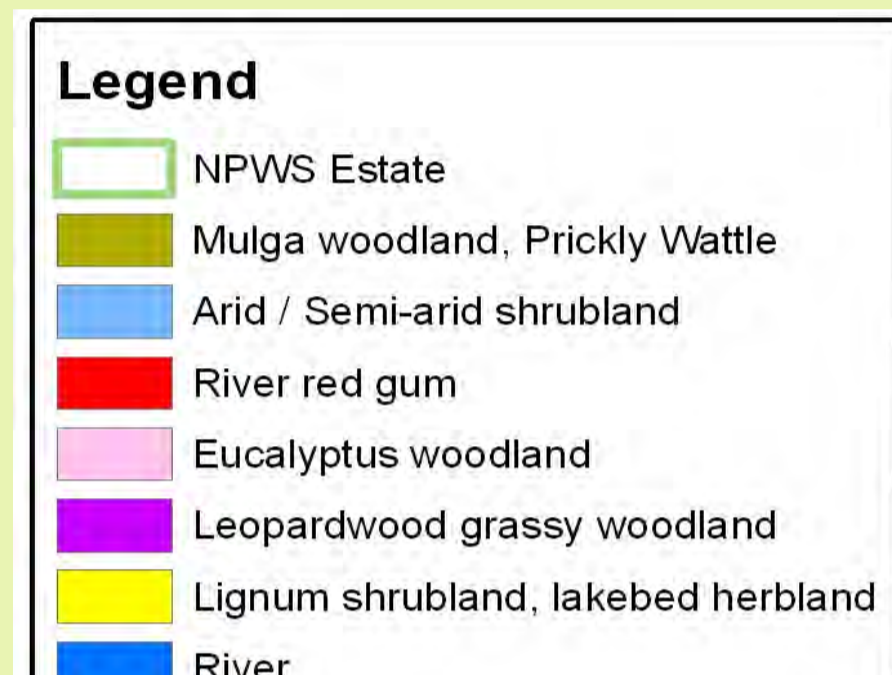 Legend
NPWS Estate
Mulga woodland, Prickly Wattle
Arid / Semi-arid shrubland
River red gum
Eucalyptus woodland
Leopardwood grassy woodland
Lignum shrubland, lakebed herbland
River